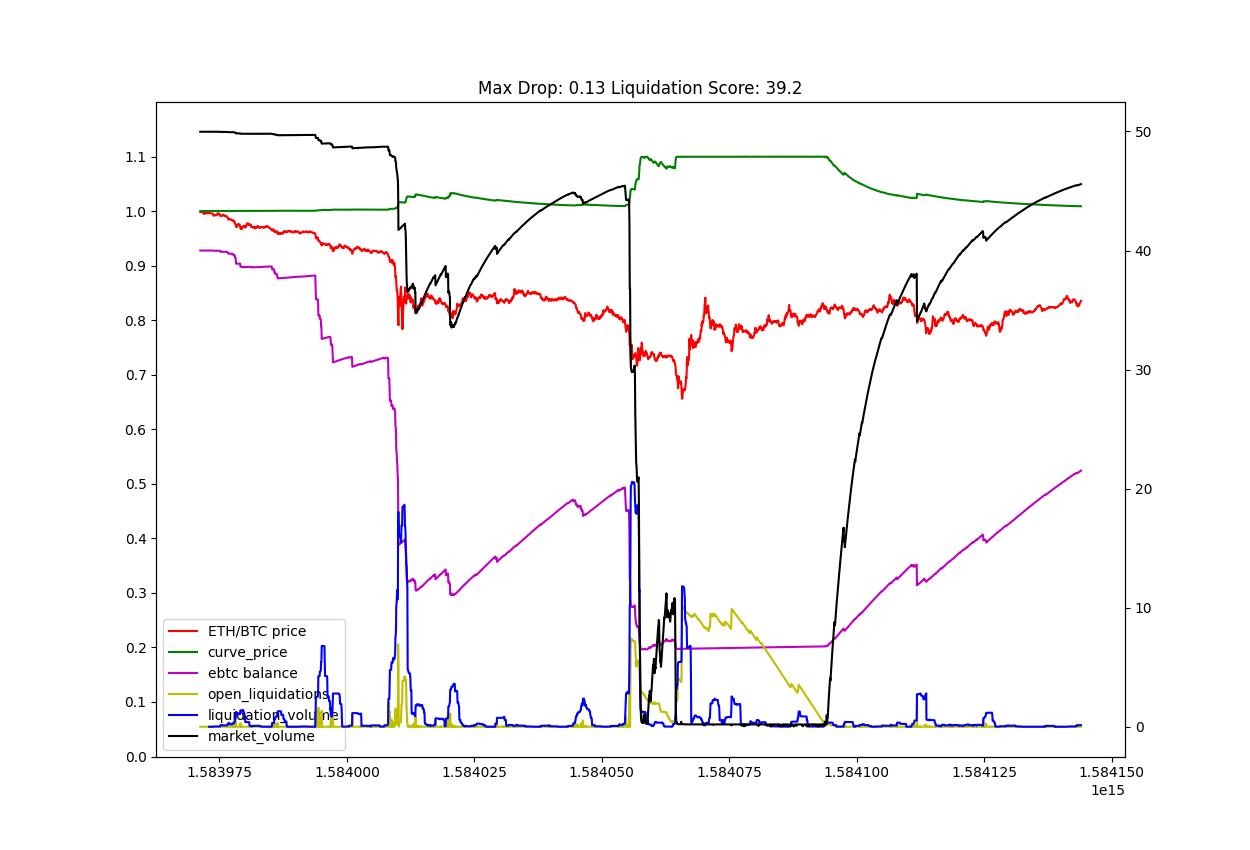 Max Drop: 0.13 Liquidation Score: 39.2
1.1
1.0
0.9
0.8
0.7
0.6
0.5
0.4
0.3
0.2
0.1
0.0
50
40
30
20
10
0
ETH/BTC price
curve_price
ebtc balance
open_liquidations
liquidation_volume
market_volume
1.583975 1.584000 1.584025 1.584050 1.584075 1.584100 1.584125 1.584150
1e15